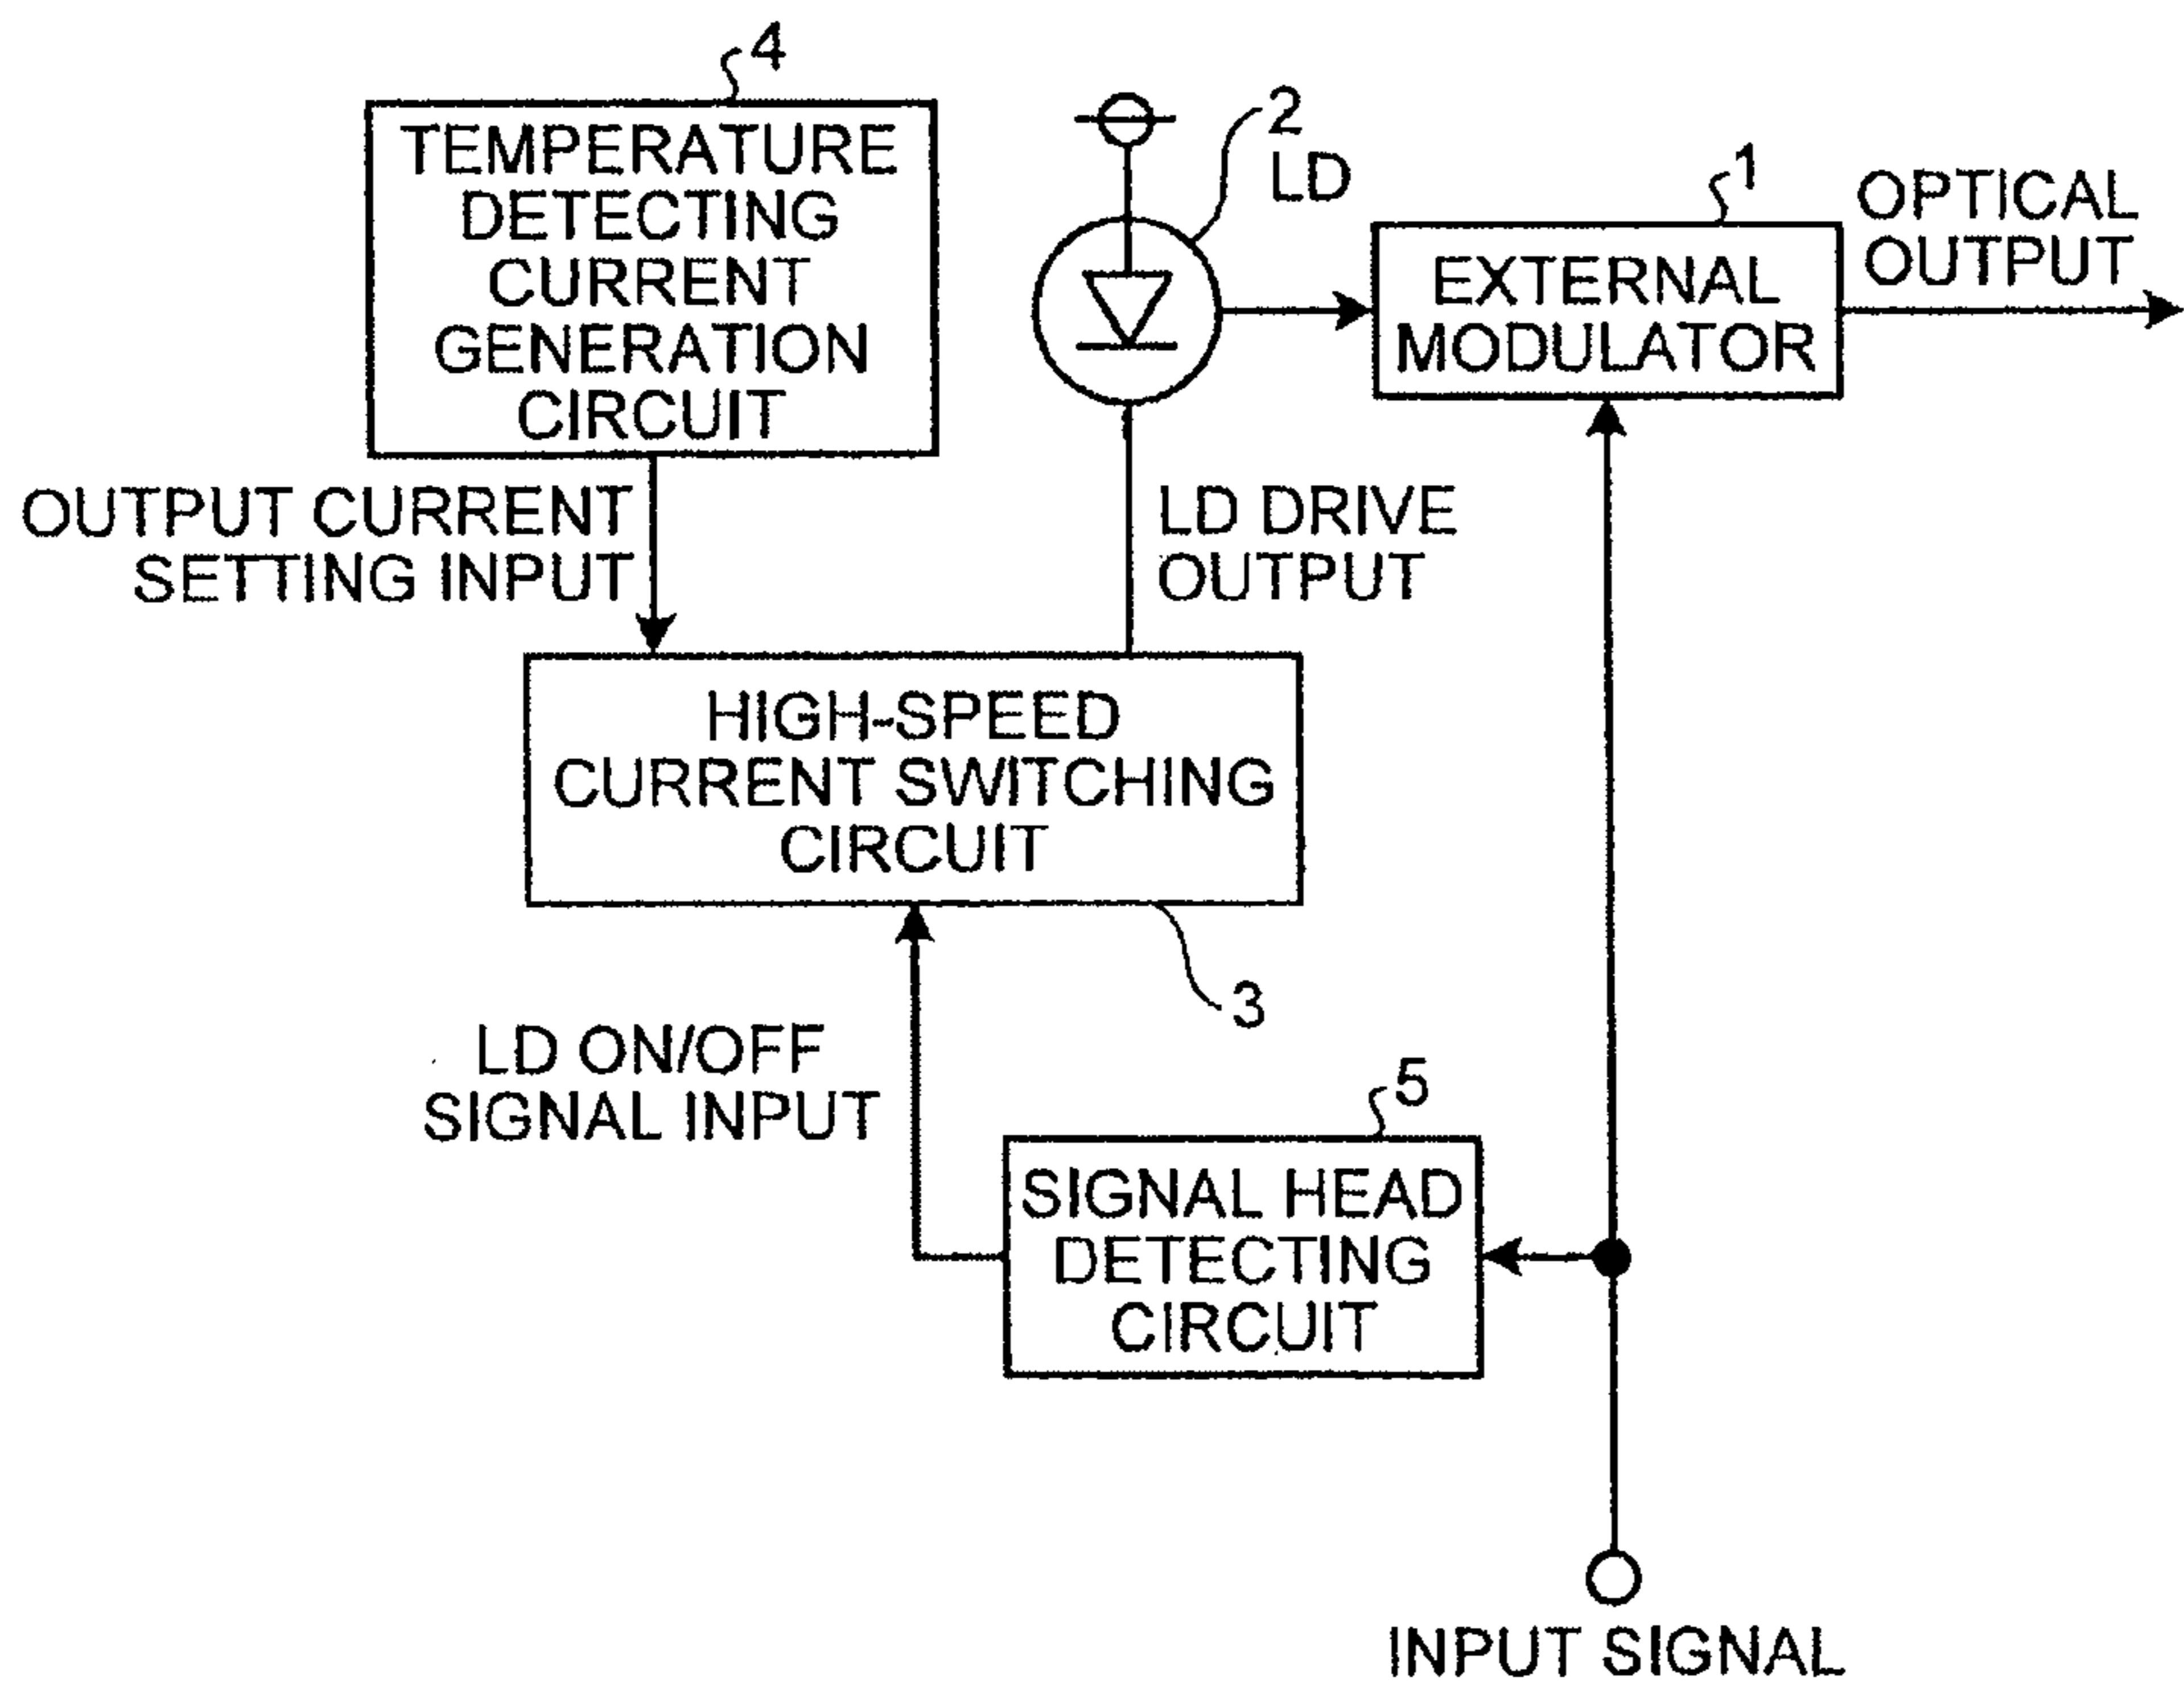 4
TEMPERATURE
DETECTING
CURRENT
GENERATION
CIRCUIT
2
LD
1
EXTERNAL
MODULATOR
OPTICAL
OUTPUT
OUTPUT CURRENT
SETTING INPUT
LD DRIVE
OUTPUT
HIGH-SPEED
CURRENT SWITCHING
CIRCUIT
3
LD ON/OFF
SIGNAL INPUT
5
SIGNAL HEAD
DETECTING
CIRCUIT
INPUT SIGNAL